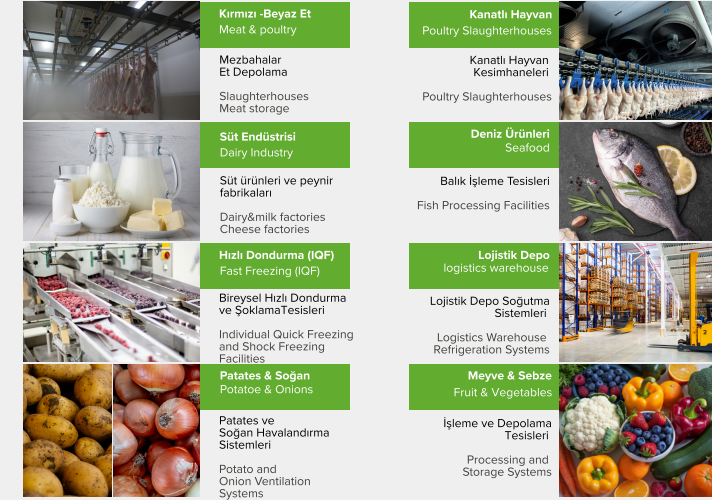 Kırmızı -Beyaz Et
Meat & poultry
Mezbahalar
Et Depolama
Slaughterhouses
Meat storage
Kanatlı Hayvan
Poultry Slaughterhouses
Kanatlı Hayvan
Kesimhaneleri
Poultry Slaughterhouses
Süt Endüstrisi
Dairy Industry
Süt ürünleri ve peynir
fabrikaları
Dairy&milk factories
Cheese factories
Deniz Ürünleri
Seafood
Balık İşleme Tesisleri
Fish Processing Facilities
Hızlı Dondurma (IQF)
Fast Freezing (IQF)
Bireysel Hızlı Dondurma
ve ŞoklamaTesisleri
Individual Quick Freezing
and Shock Freezing
Facilities
Lojistik Depo
logistics warehouse
Lojistik Depo Soğutma
Sistemleri
Logistics Warehouse
Refrigeration Systems
Patates & Soğan
Potatoe & Onions
Patates ve
Soğan Havalandırma
Sistemleri
Potato and
Onion Ventilation
Systems
Meyve & Sebze
Fruit & Vegetables
İşleme ve Depolama
Tesisleri
Processing and
Storage Systems